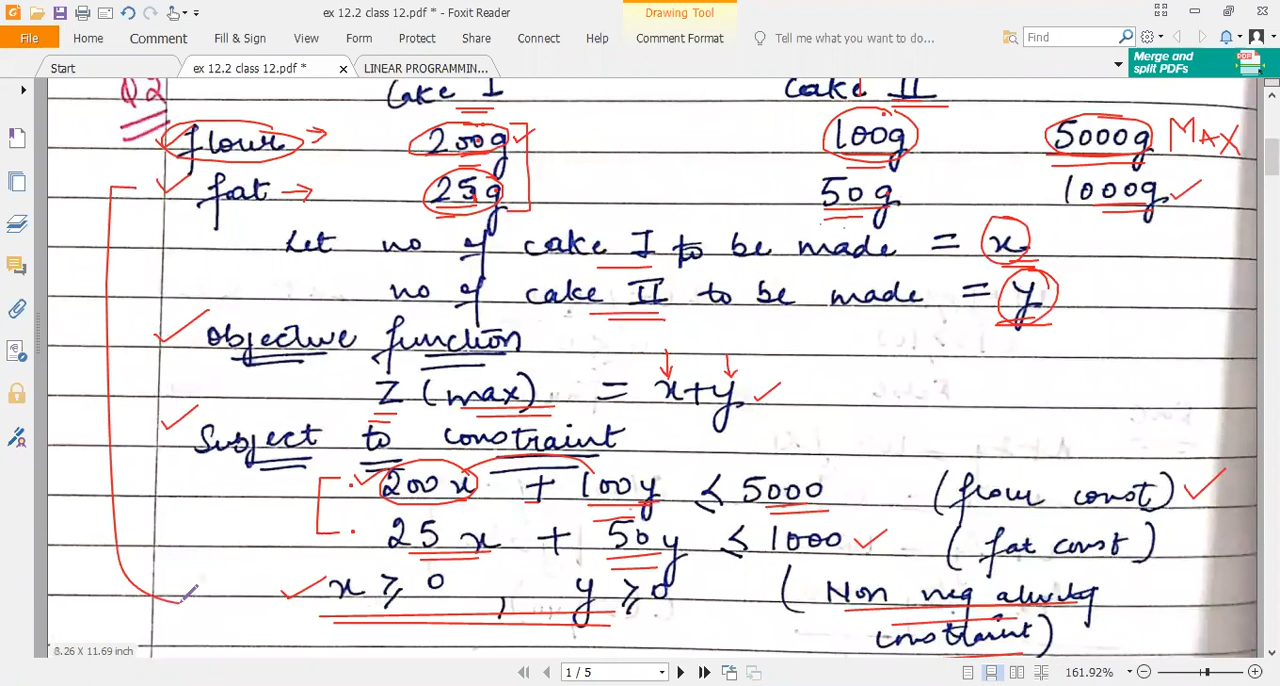 ex 12.2 class 12.pdf * - Foxit Reader
Drawing Tool
File Home Comment Fill & Sign View Form Protect Share Connect Help Comment Format Tell me what you want to do... Find
Start ex 12.2 class 12.pdf * LINEAR PROGRAMMIN... Merge and
split PDFs
Q2 Cake I Cake II
flour → 200g 100g 5000g MAX
fat → 25g 50g 1000g
Let no of cake I to be made = x
no of cake II to be made = y
Objective function
Z (max) = x+y
Subject to constraint
200x + 100y ≤ 5000 (flour const)
25x + 50y ≤ 1000 (fat const)
x ≥ 0 , y ≥ 0 (Non negativity
constraint)
8.26 X 11.69 inch
1 / 5 161.92%